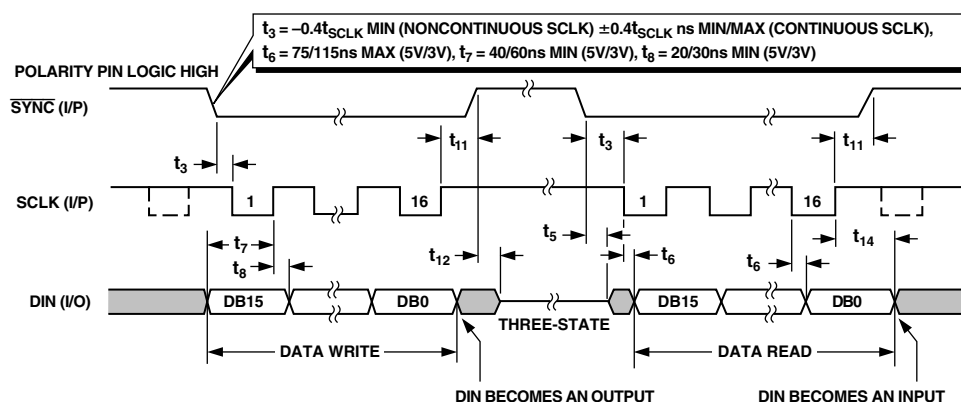 t3 = –0.4tSCLK MIN (NONCONTINUOUS SCLK) ±0.4tSCLK ns MIN/MAX (CONTINUOUS SCLK),
t6 = 75/115ns MAX (5V/3V), t7 = 40/60ns MIN (5V/3V), t8 = 20/30ns MIN (5V/3V)
POLARITY PIN LOGIC HIGH
SYNC (I/P)
t3 t11 t3 t11
SCLK (I/P) 1 16 1 16
t7 t8 t12 t5 t6 t6 t14
DIN (I/O) DB15 DB0 DB15 DB0
THREE-STATE
DATA WRITE DATA READ
DIN BECOMES AN OUTPUT DIN BECOMES AN INPUT